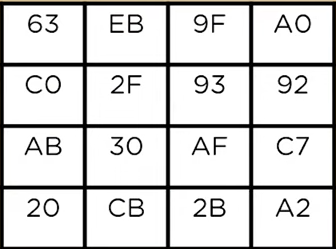 63 EB 9F A0
C0 2F 93 92
AB 30 AF C7
20 CB 2B A2